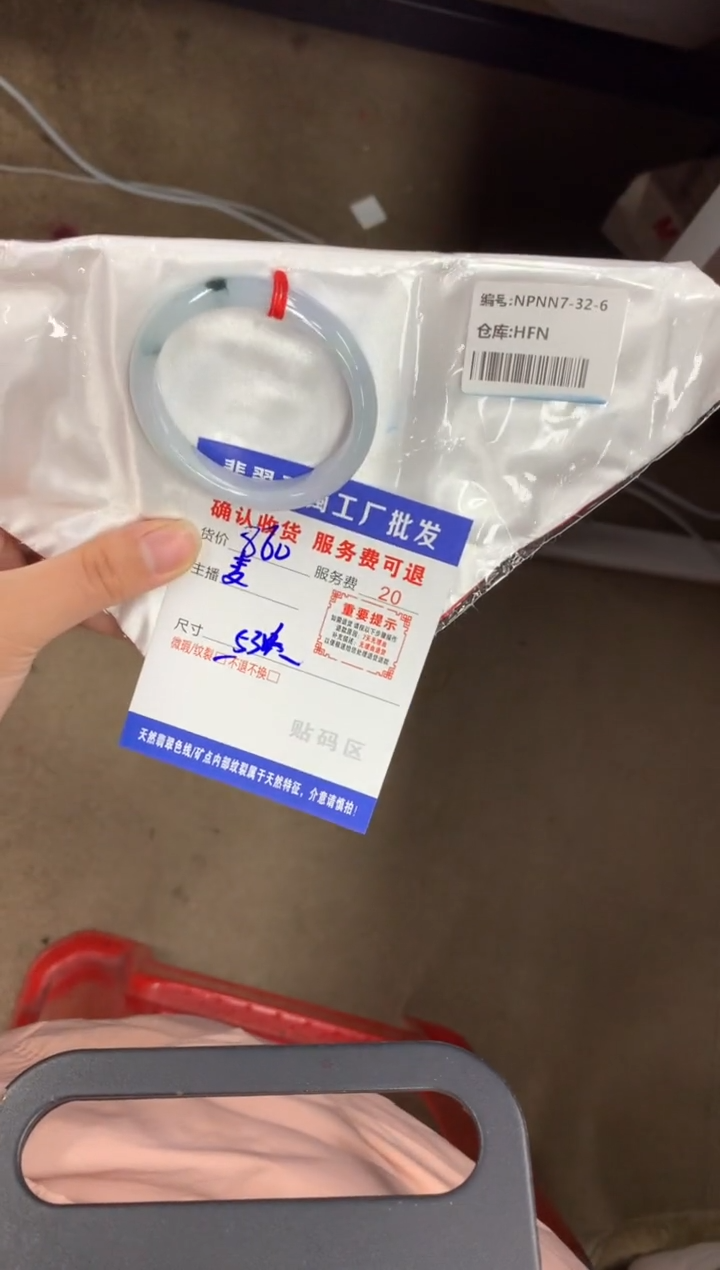 编号:NPNN7-32-6
仓库:HFN
翡翠 工厂批发
确认收货 服务费可退
货价 860
主播 麦
服务费 20
重要提示
尺寸 53
微瑕/纹裂□不退不换□
贴码区
天然翡翠色线/矿点内部纹裂属于天然特征，介意请慎拍!